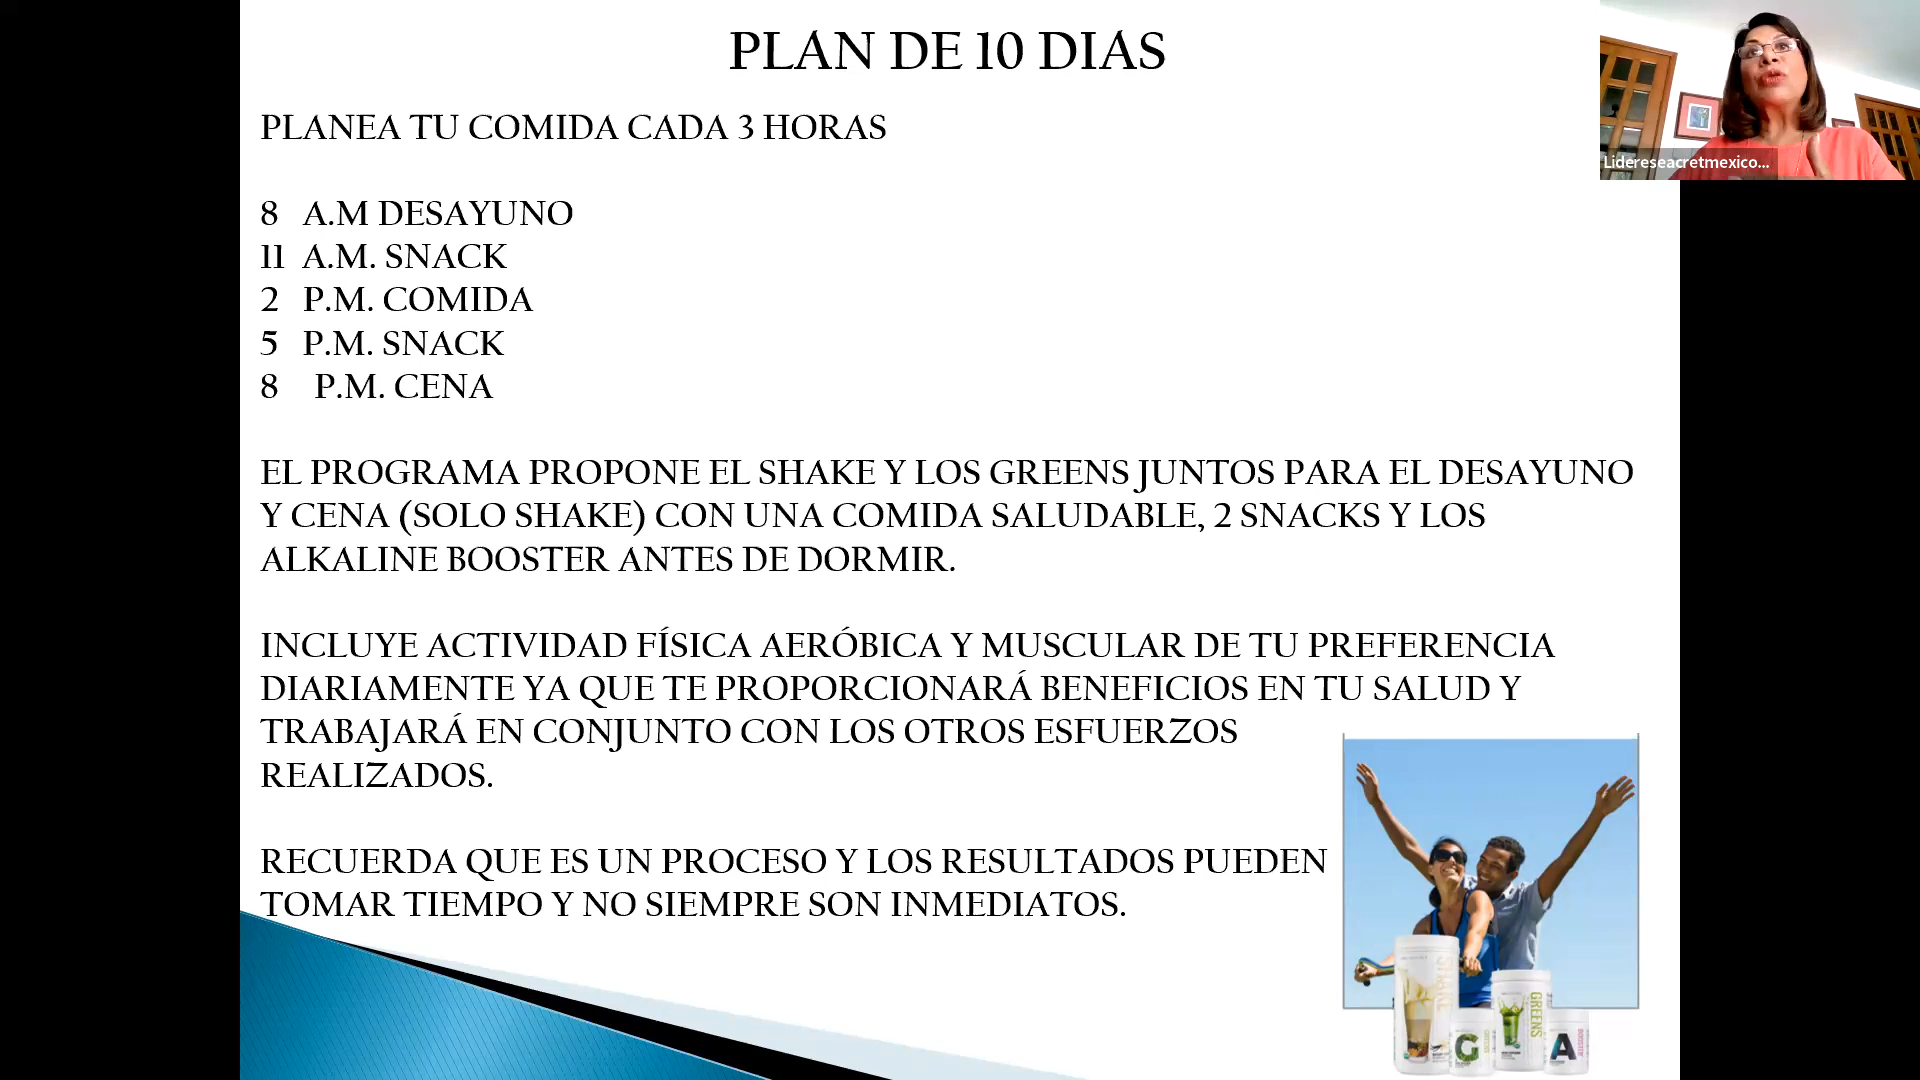 PLAN DE 10 DIAS
Lidereseacretmexico...
PLANEA TU COMIDA CADA 3 HORAS
8 A.M DESAYUNO
11 A.M. SNACK
2 P.M. COMIDA
5 P.M. SNACK
8 P.M. CENA
EL PROGRAMA PROPONE EL SHAKE Y LOS GREENS JUNTOS PARA EL DESAYUNO
Y CENA (SOLO SHAKE) CON UNA COMIDA SALUDABLE, 2 SNACKS Y LOS
ALKALINE BOOSTER ANTES DE DORMIR.
INCLUYE ACTIVIDAD FÍSICA AERÓBICA Y MUSCULAR DE TU PREFERENCIA
DIARIAMENTE YA QUE TE PROPORCIONARÁ BENEFICIOS EN TU SALUD Y
TRABAJARÁ EN CONJUNTO CON LOS OTROS ESFUERZOS
REALIZADOS.
RECUERDA QUE ES UN PROCESO Y LOS RESULTADOS PUEDEN
TOMAR TIEMPO Y NO SIEMPRE SON INMEDIATOS.
SHAKE
GREENS
G
A